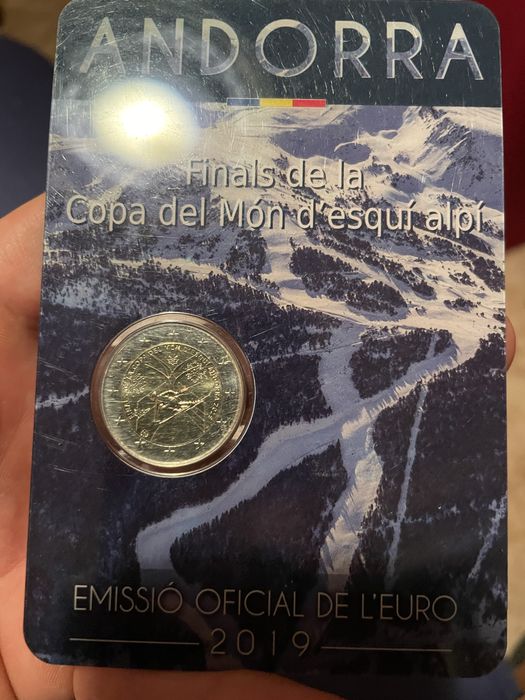 ANDORRA
Finals de la
Copa del Món d'esquí alpí
EMISSIÓ OFICIAL DE L'EURO
2019